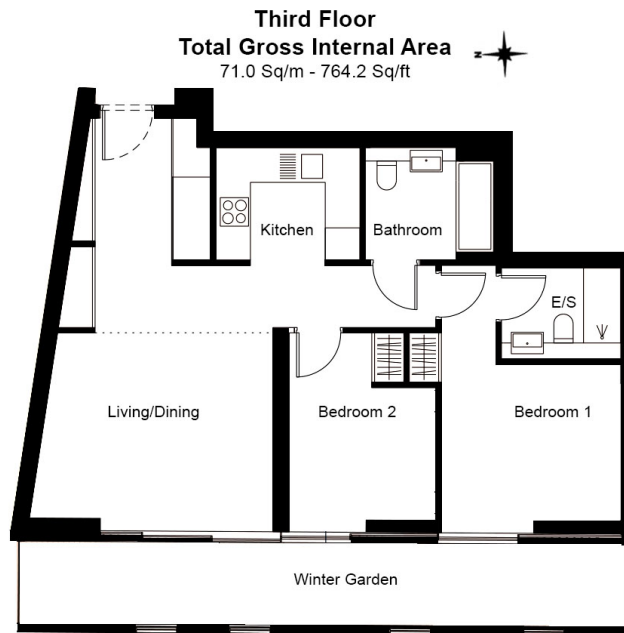 Third Floor
Total Gross Internal Area
71.0 Sq/m - 764.2 Sq/ft
N
Kitchen
Bathroom
E/S
Living/Dining
Bedroom 2
Bedroom 1
Winter Garden